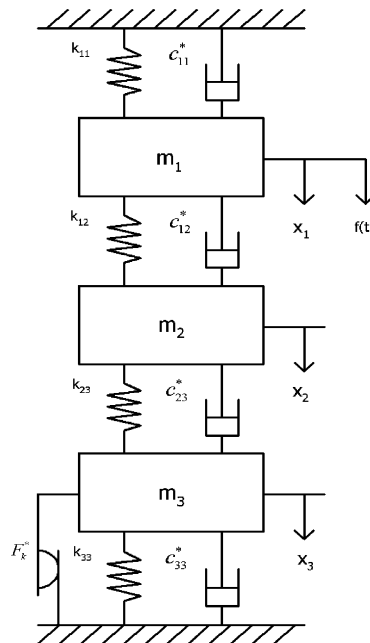 k₁₁ c*₁₁
m₁
k₁₂ c*₁₂ x₁ f(t
m₂
k₂₃ c*₂₃ x₂
m₃
F*ₖ k₃₃ c*₃₃ x₃